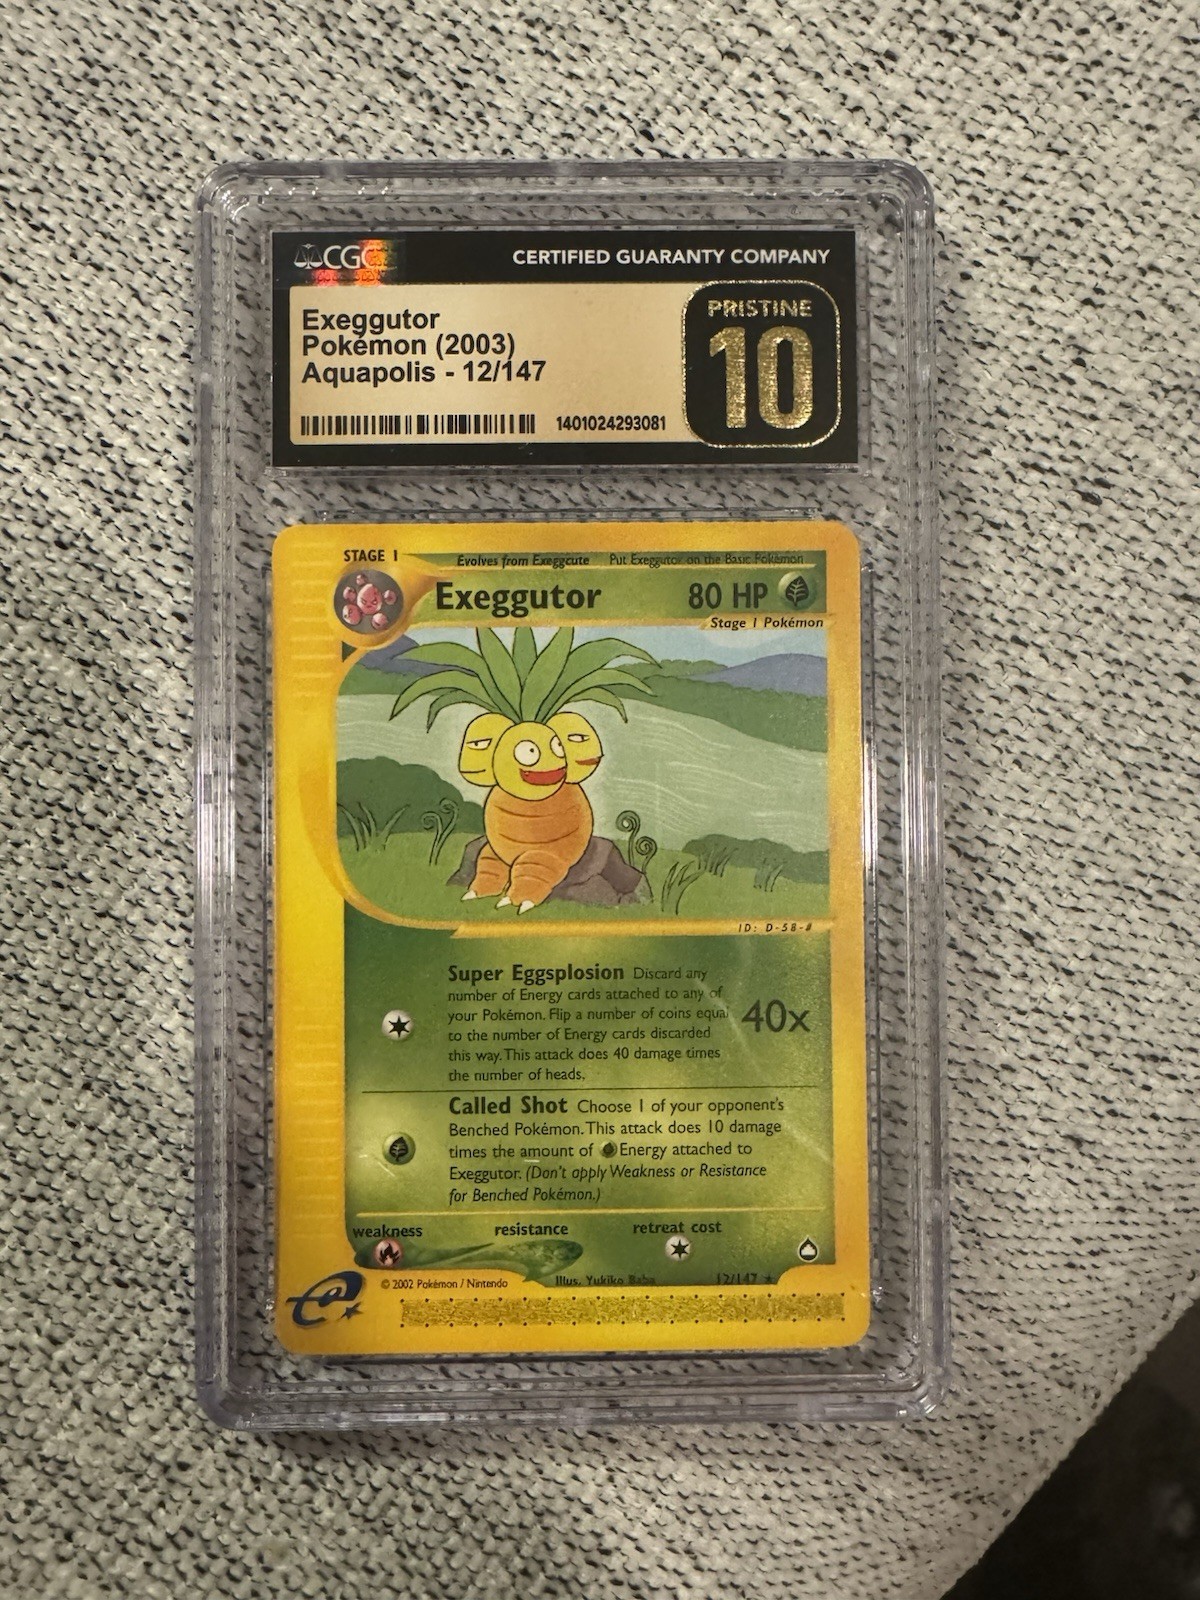 CGC
CERTIFIED GUARANTY COMPANY
Exeggutor
Pokémon (2003)
Aquapolis - 12/147
1401024293081
PRISTINE
10
STAGE 1
Evolves from Exeggcute Put Exeggutor on the Basic Pokémon
Exeggutor 80 HP
Stage 1 Pokémon
ID: D-58-#
Super Eggsplosion Discard any
number of Energy cards attached to any of
your Pokémon. Flip a number of coins equal
to the number of Energy cards discarded
this way. This attack does 40 damage times
the number of heads.
40x
Called Shot Choose 1 of your opponent's
Benched Pokémon. This attack does 10 damage
times the amount of Energy attached to
Exeggutor. (Don't apply Weakness or Resistance
for Benched Pokémon.)
weakness resistance retreat cost
© 2002 Pokémon / Nintendo Illus. Yukiko Baba 12/147 ★
e